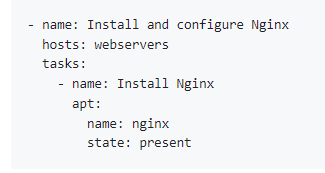 - name: Install and configure Nginx
  hosts: webservers
  tasks:
    - name: Install Nginx
      apt:
        name: nginx
        state: present